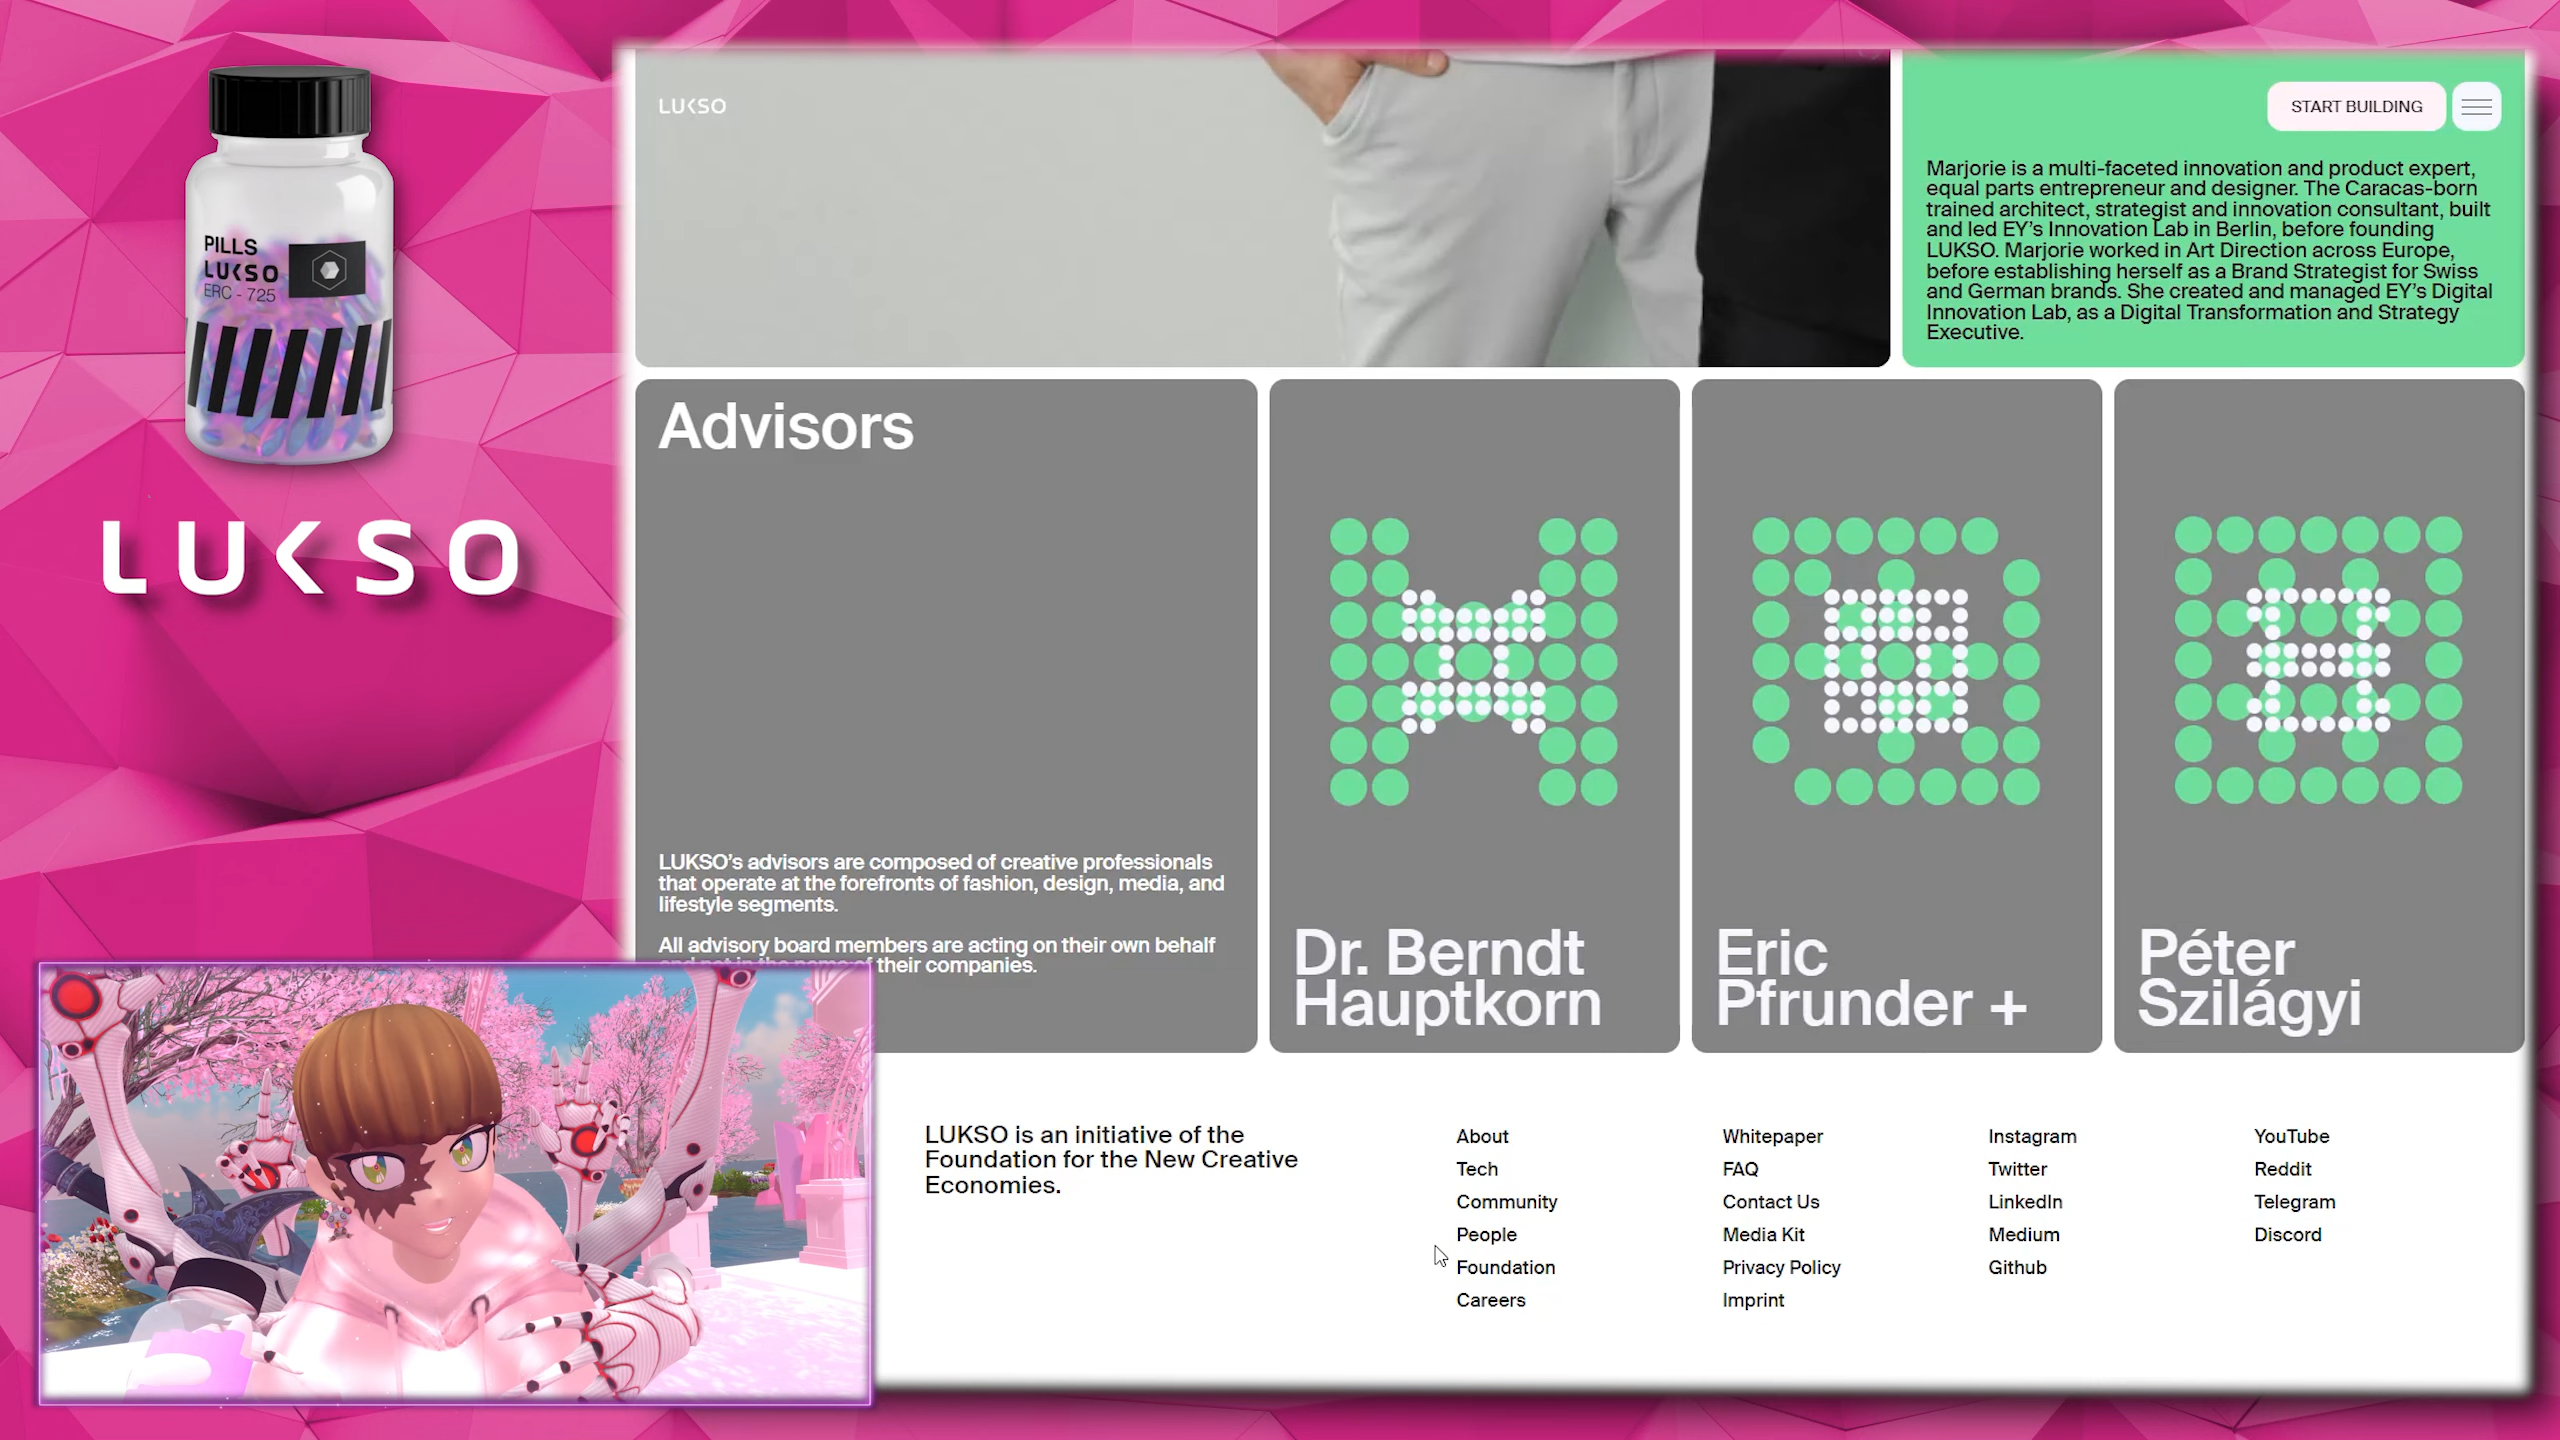 PILLS
LUKSO
ERC - 725
LUKSO
LUKSO
START BUILDING
Marjorie is a multi-faceted innovation and product expert,
equal parts entrepreneur and designer. The Caracas-born
trained architect, strategist and innovation consultant, built
and led EY’s Innovation Lab in Berlin, before founding
LUKSO. Marjorie worked in Art Direction across Europe,
before establishing herself as a Brand Strategist for Swiss
and German brands. She created and managed EY’s Digital
Innovation Lab, as a Digital Transformation and Strategy
Executive.
Advisors
LUKSO’s advisors are composed of creative professionals
that operate at the forefronts of fashion, design, media, and
lifestyle segments.
All advisory board members are acting on their own behalf
their companies.
Dr. Berndt
Hauptkorn
Eric
Pfrunder +
Péter
Szilágyi
LUKSO is an initiative of the
Foundation for the New Creative
Economies.
About
Tech
Community
People
Foundation
Careers
Whitepaper
FAQ
Contact Us
Media Kit
Privacy Policy
Imprint
Instagram
Twitter
LinkedIn
Medium
Github
YouTube
Reddit
Telegram
Discord